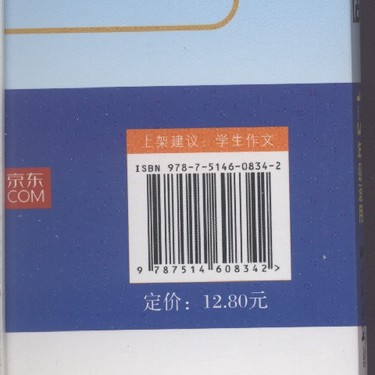 上架建议：学生作文
ISBN 978-7-5146-0834-2
9 787514 608342 >
定价：12.80元
京东
COM